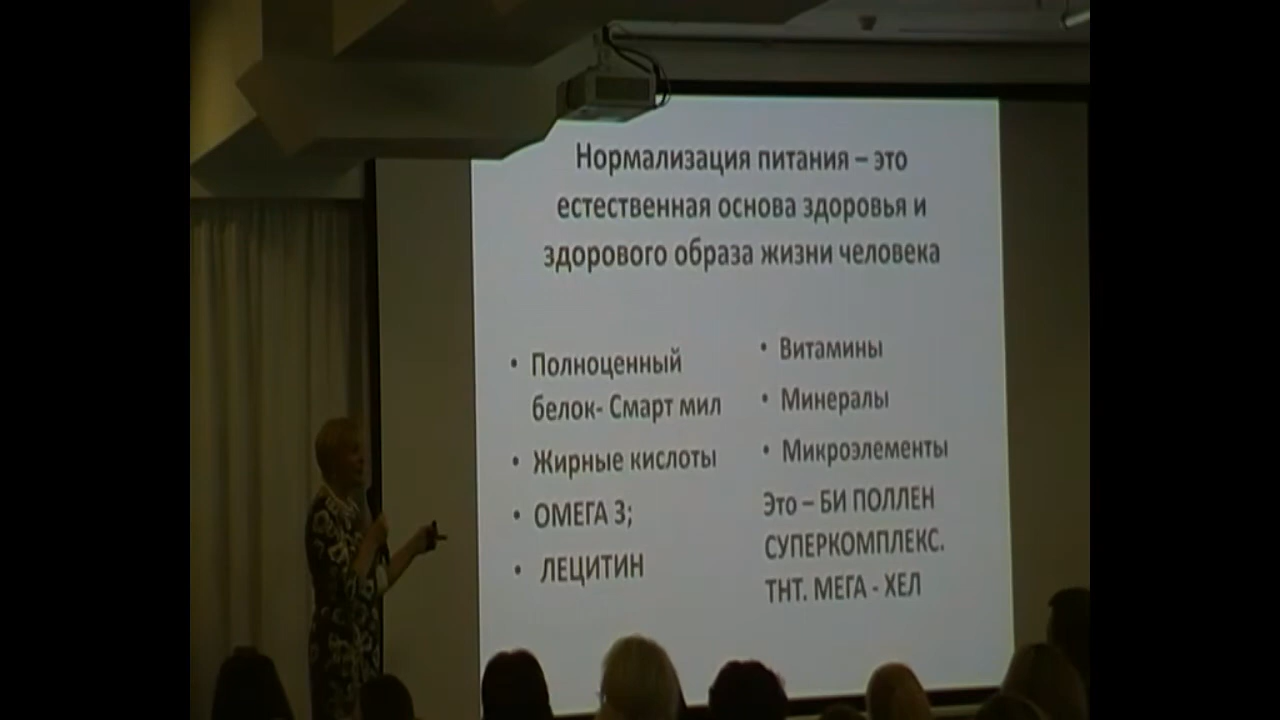 Нормализация питания – это
естественная основа здоровья и
здорового образа жизни человека
• Полноценный
белок- Смарт мил
• Жирные кислоты
• ОМЕГА 3;
• ЛЕЦИТИН
• Витамины
• Минералы
• Микроэлементы
Это – БИ ПОЛЛЕН
СУПЕРКОМПЛЕКС.
ТНТ. МЕГА - ХЕЛ